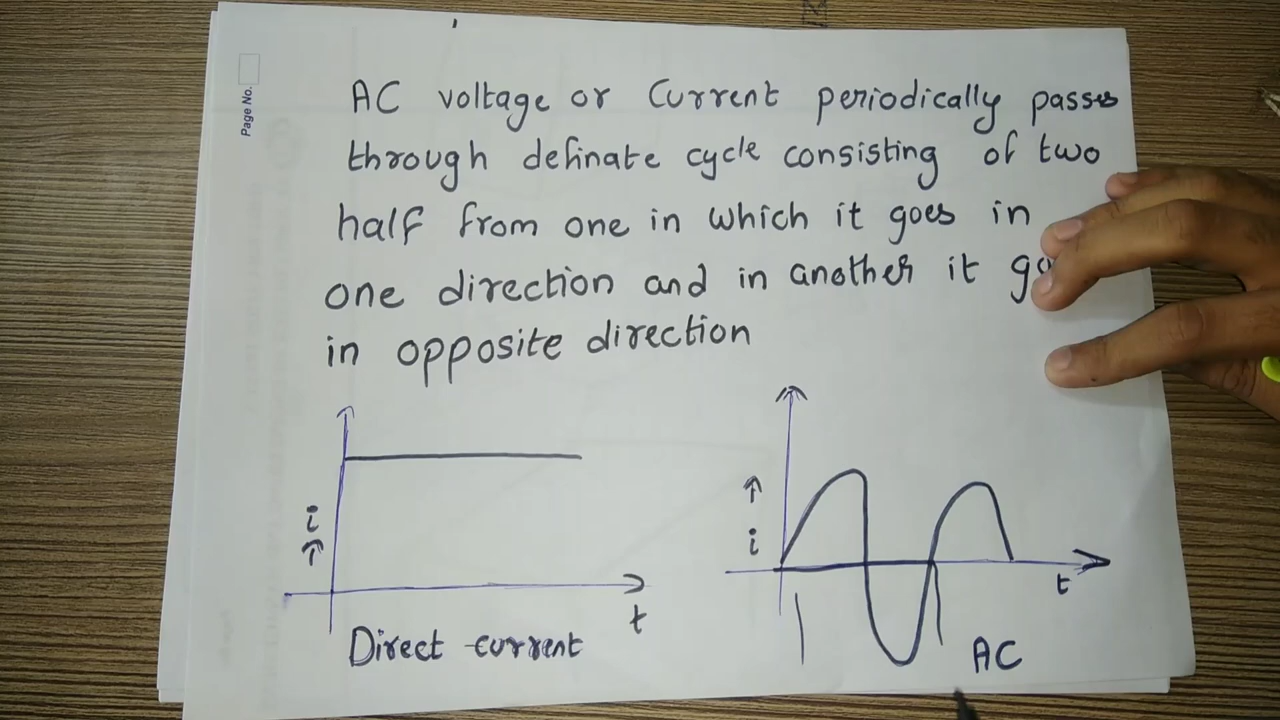 Page No.
AC voltage or Current periodically passes
through definate cycle consisting of two
half from one in which it goes in
one direction and in another it
in opposite direction
i
t
Direct current
i
t
AC